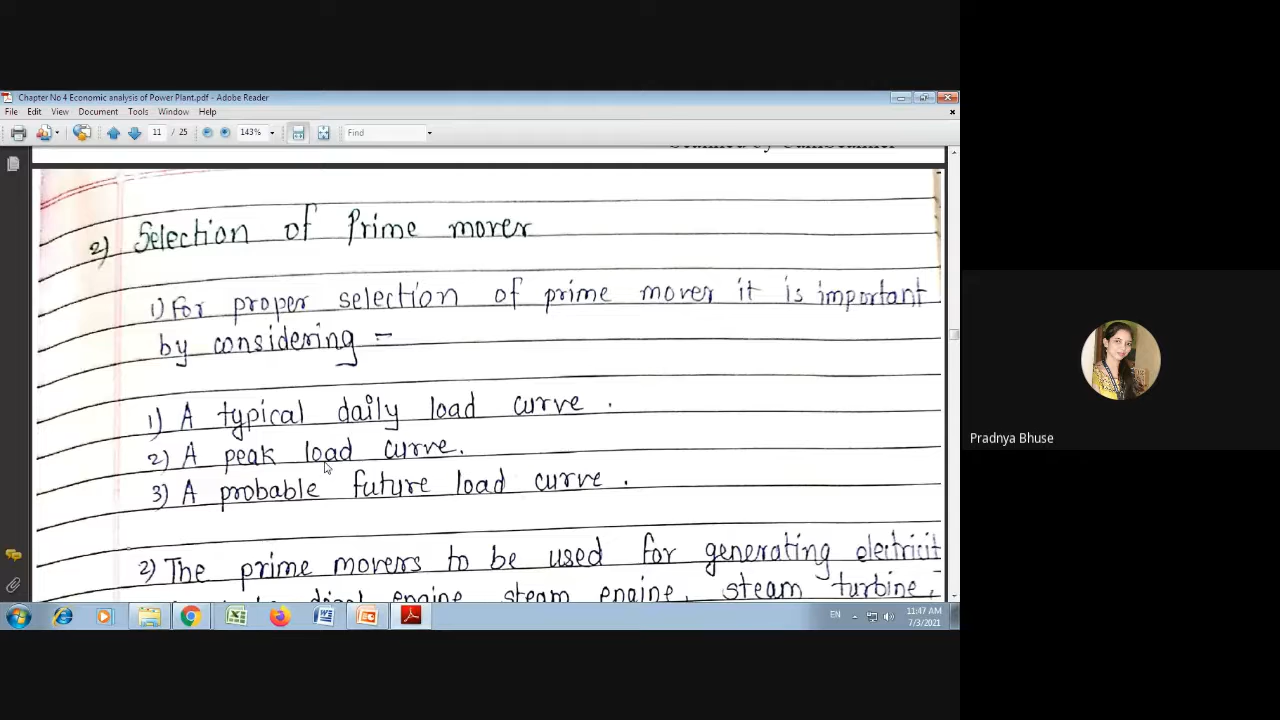 Chapter No 4 Economic analysis of Power Plant.pdf - Adobe Reader
File Edit View Document Tools Window Help
11 / 25 143% Find
2) Selection of Prime mover
1) For proper selection of prime mover it is important
by considering =
1) A typical daily load curve .
2) A peak load curve.
3) A probable future load curve .
2) The prime movers to be used for generating electricit
engine, steam engine, steam turbine,
Pradnya Bhuse
EN 11:47 AM
7/3/2021